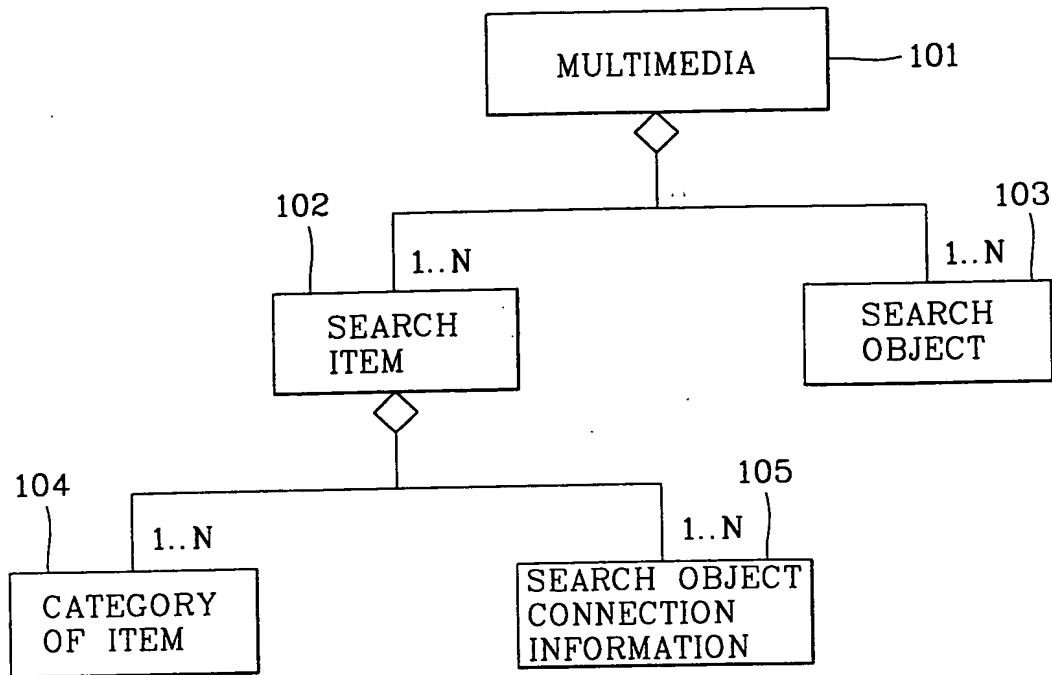 MULTIMEDIA
101
102
103
1..N
1..N
SEARCH
ITEM
SEARCH
OBJECT
104
105
1..N
1..N
CATEGORY
OF ITEM
SEARCH OBJECT
CONNECTION
INFORMATION